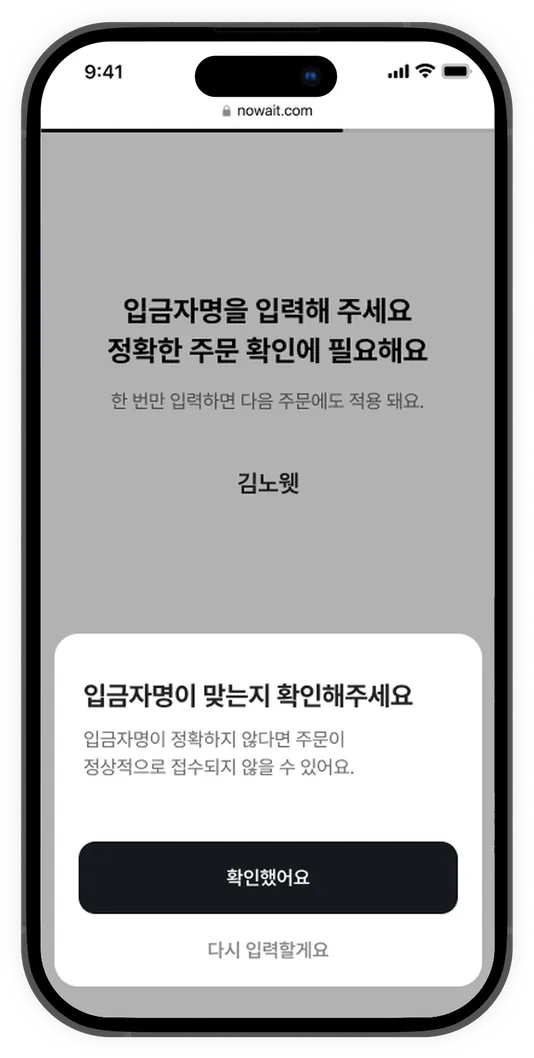 9:41
nowait.com
입금자명을 입력해 주세요
정확한 주문 확인에 필요해요
한 번만 입력하면 다음 주문에도 적용 돼요.
김노웻
입금자명이 맞는지 확인해주세요
입금자명이 정확하지 않다면 주문이
정상적으로 접수되지 않을 수 있어요.
확인했어요
다시 입력할게요